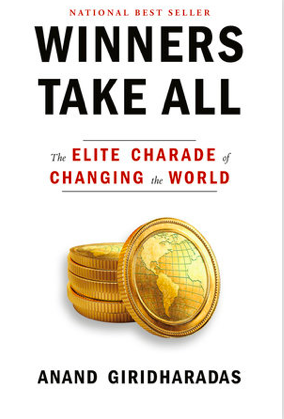 NATIONAL BEST SELLER
WINNERS
TAKE ALL
The ELITE CHARADE of
CHANGING the WORLD
ANAND GIRIDHARADAS